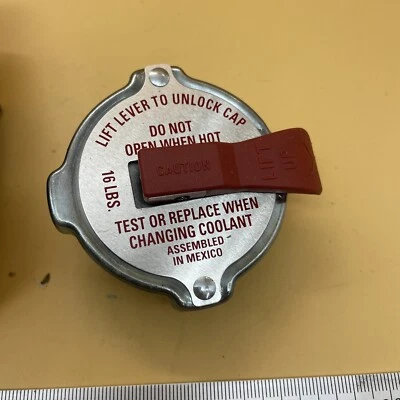 LIFT LEVER TO UNLOCK CAP
DO NOT
OPEN WHEN HOT
CAUTION
LIFT
16 LBS.
TEST OR REPLACE WHEN
CHANGING COOLANT
ASSEMBLED
IN MEXICO